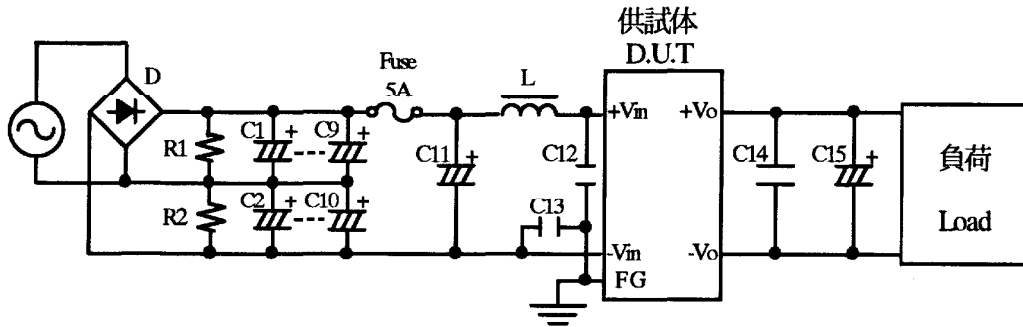 供試体
D.U.T
Fuse
5A
D
L
+Vin
+Vo
R1
C1
+
C9
+
C11
+
C12
C14
C15
+
負荷
Load
R2
C2
+
C10
+
C13
-Vin
-Vo
FG